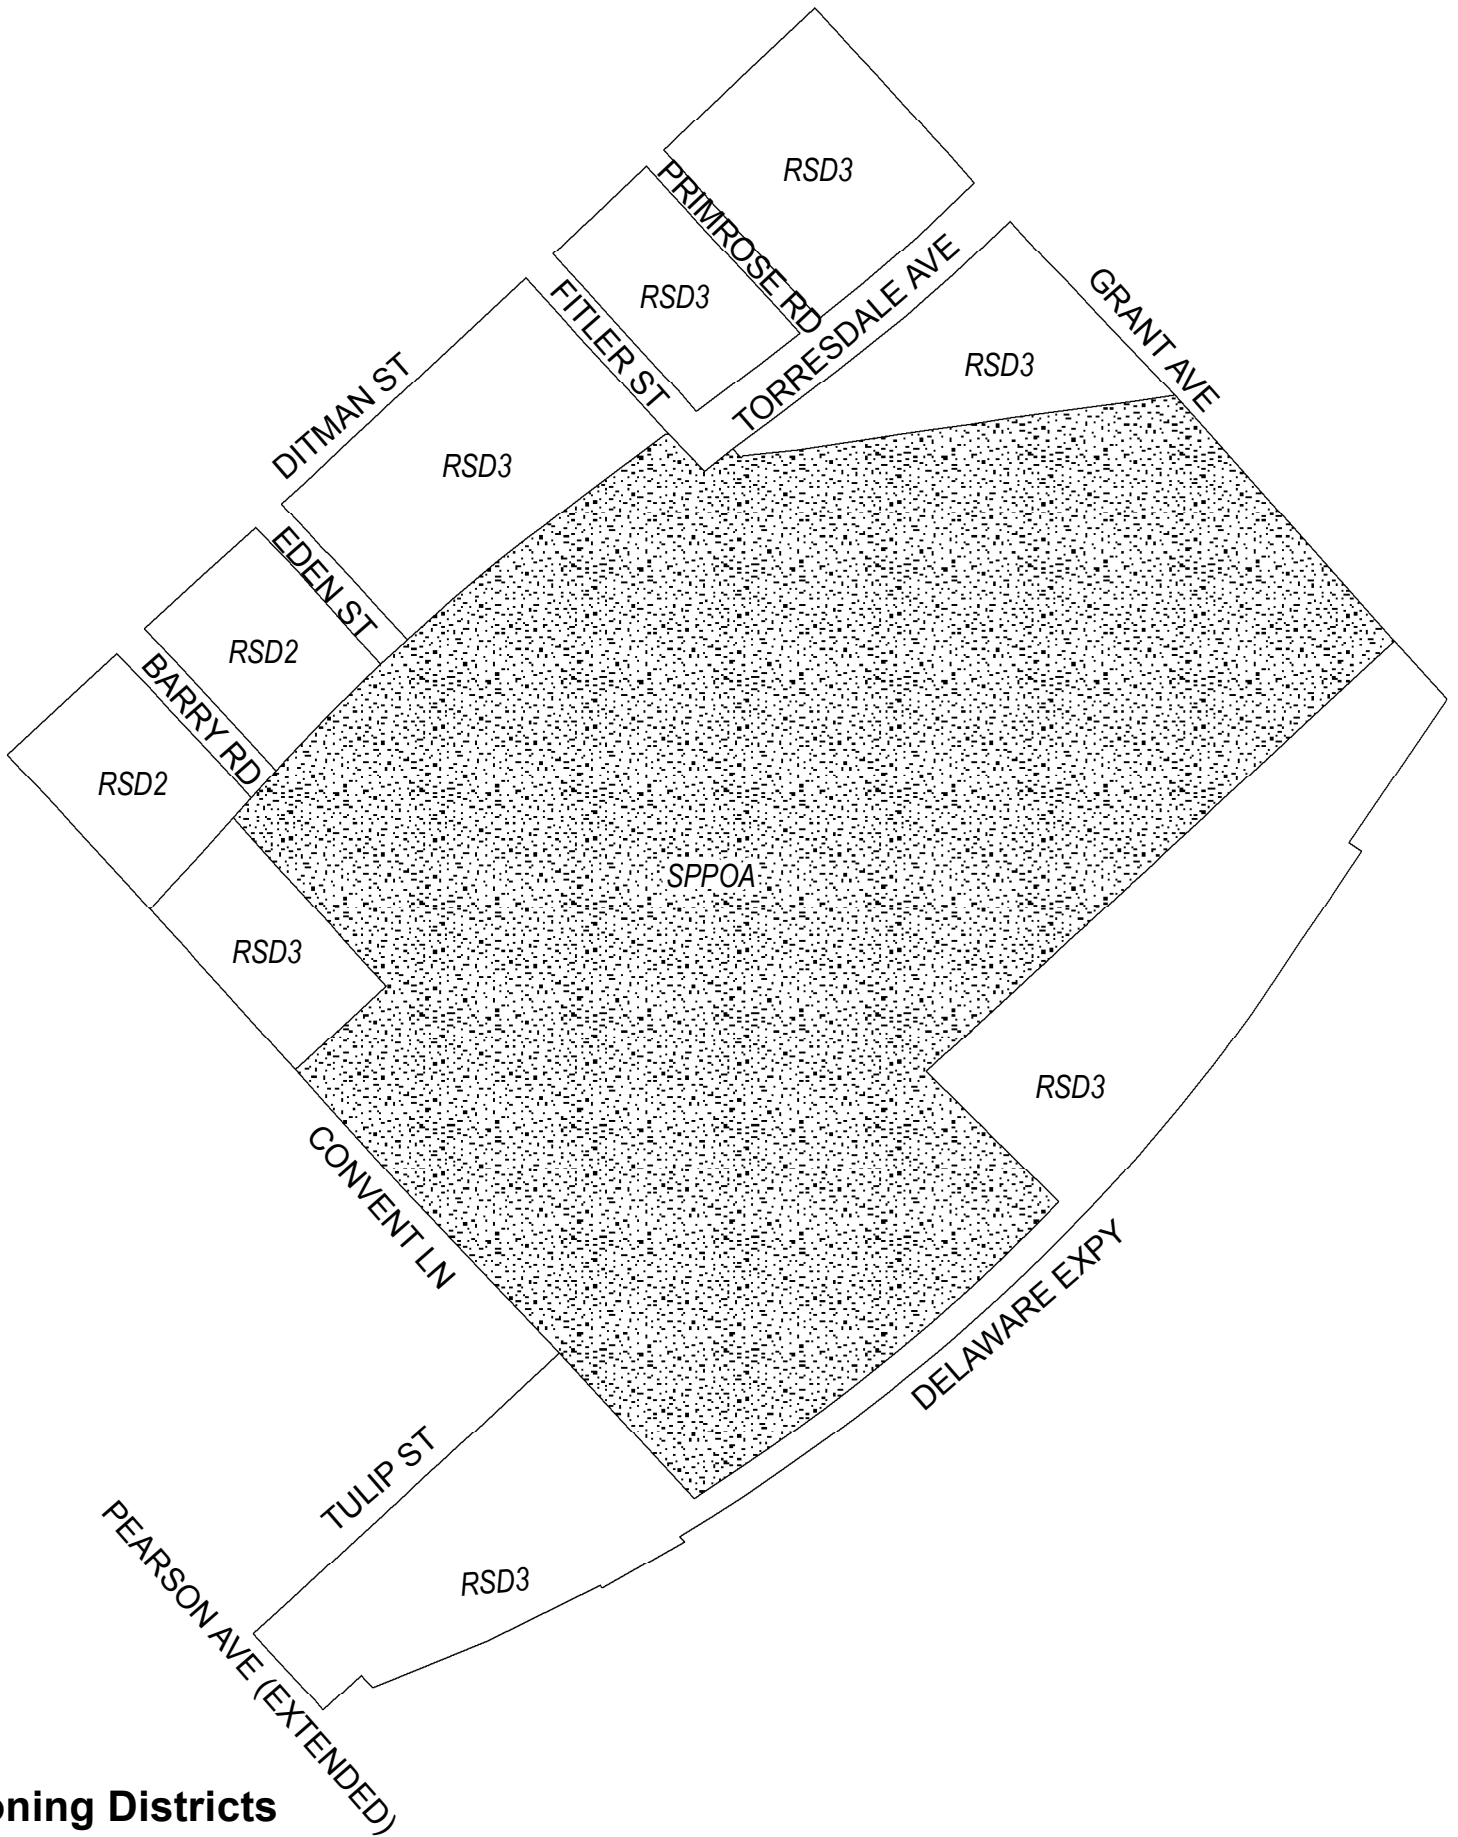 RSD3
PRIMROSE RD
RSD3
FITLER ST
TORRESDALE AVE
GRANT AVE
RSD3
DITMAN ST
RSD3
EDEN ST
RSD2
BARRY RD
RSD2
SPPOA
RSD3
RSD3
CONVENT LN
DELAWARE EXPY
TULIP ST
PEARSON AVE (EXTENDED)
RSD3
oning Districts